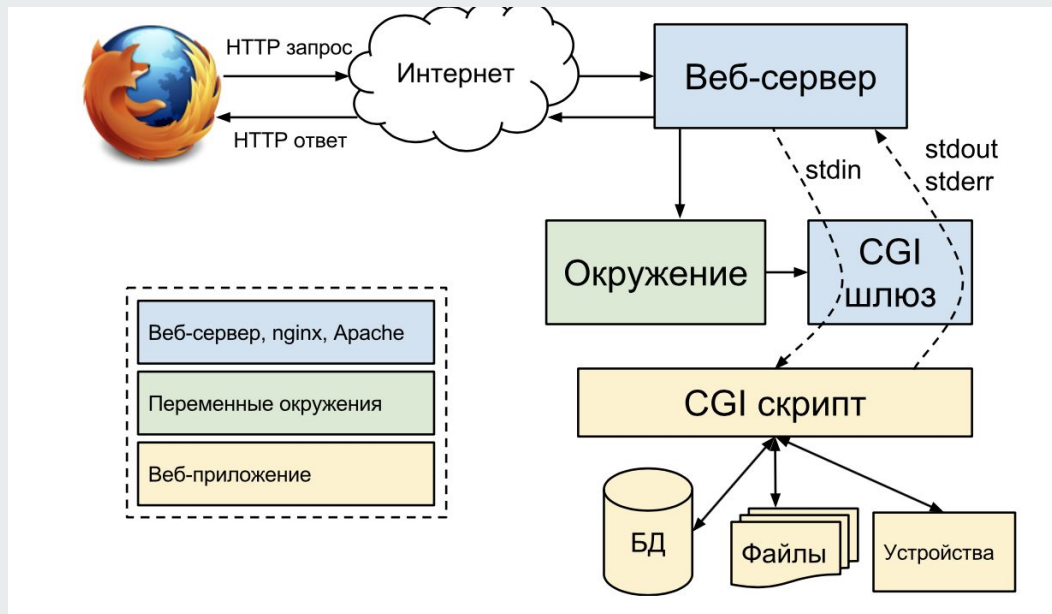 HTTP запрос
Интернет
Веб-сервер
HTTP ответ
stdin
stdout
stderr
Окружение
CGI
шлюз
Веб-сервер, nginx, Apache
Переменные окружения
Веб-приложение
CGI скрипт
БД
Файлы
Устройства